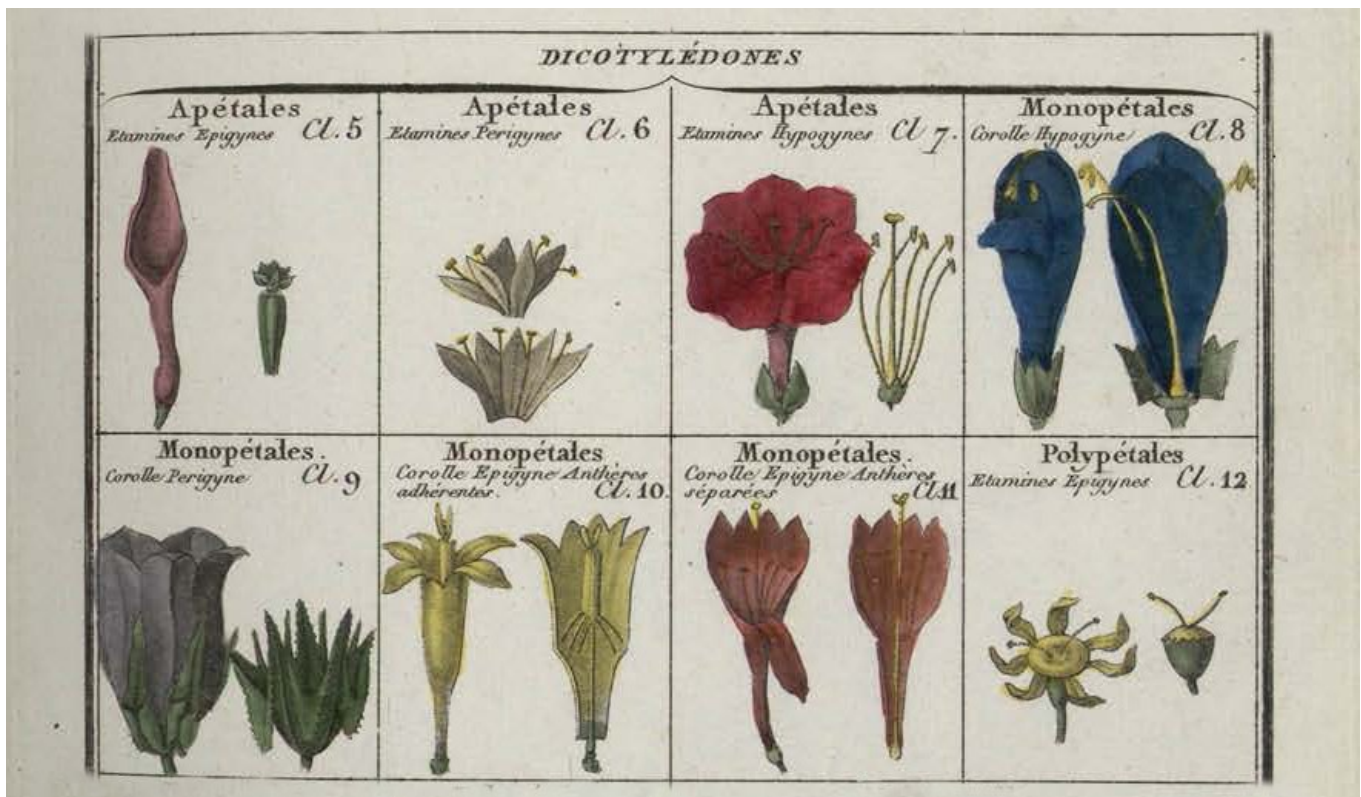 DICOTYLÉDONES
Apétales
Etamines Epigynes Cl. 5
Apétales
Etamines Perigynes Cl. 6
Apétales
Etamines Hypogynes Cl 7.
Monopétales
Corolle Hypogyne Cl. 8
Monopétales.
Corolle Perigyne Cl. 9
Monopétales
Corolle Epigyne Anthères
adhérentes. Cl. 10.
Monopétales.
Corolle Epigyne Anthères
séparées Cl. 11
Polypétales
Etamines Epigynes Cl. 12